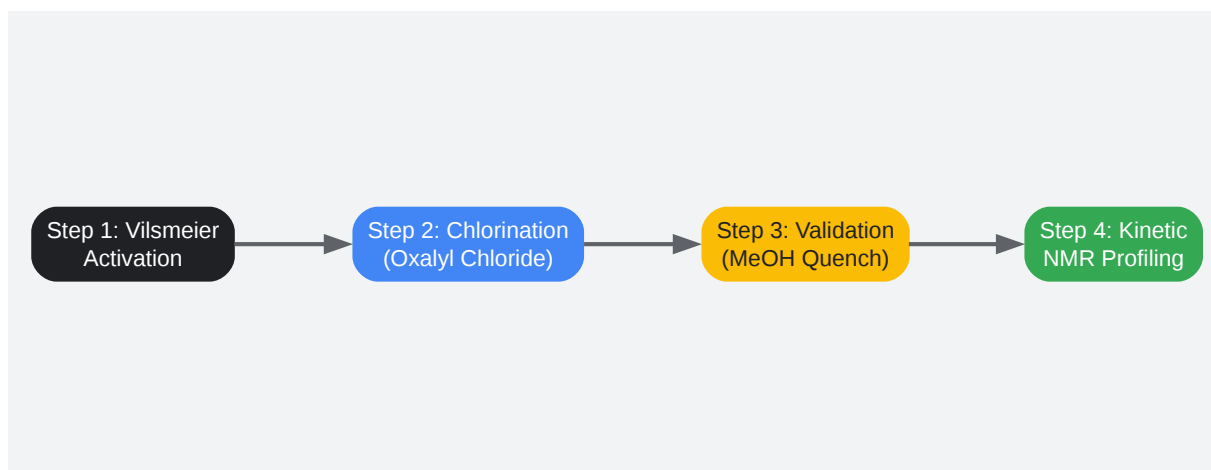 Step 1: Vilsmeier
Activation
Step 2: Chlorination
(Oxalyl Chloride)
Step 3: Validation
(MeOH Quench)
Step 4: Kinetic
NMR Profiling